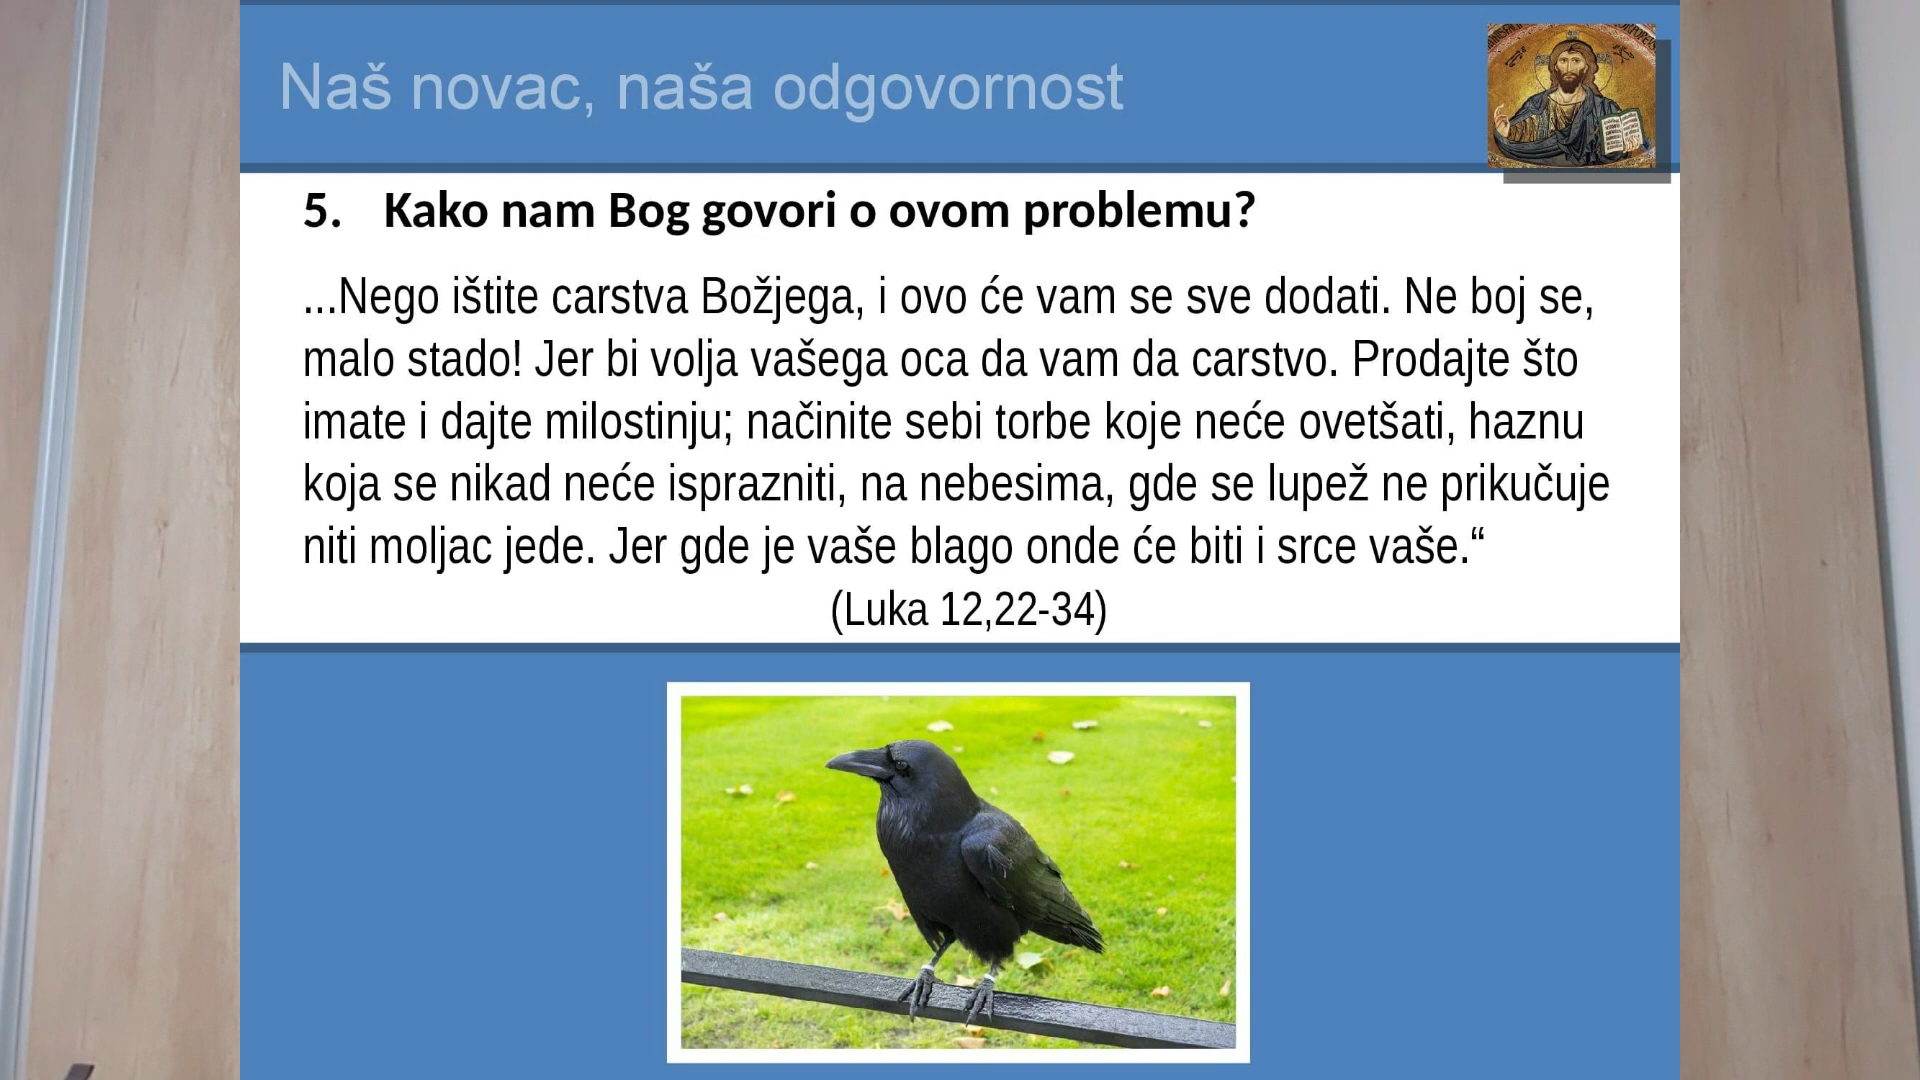 Naš novac, naša odgovornost
5. Kako nam Bog govori o ovom problemu?
...Nego ištite carstva Božjega, i ovo će vam se sve dodati. Ne boj se,
malo stado! Jer bi volja vašega oca da vam da carstvo. Prodajte što
imate i dajte milostinju; načinite sebi torbe koje neće ovetšati, haznu
koja se nikad neće isprazniti, na nebesima, gde se lupež ne prikučuje
niti moljac jede. Jer gde je vaše blago onde će biti i srce vaše.“
(Luka 12,22-34)